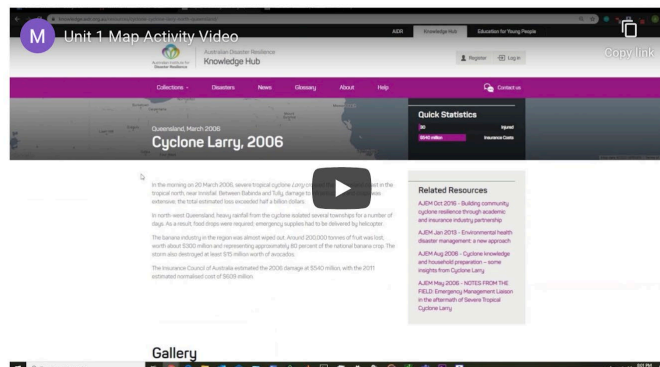 M
Unit 1 Map Activity Video
Copy link
AIDR
Knowledge Hub
Education for Young People
Australian Institute for
Disaster Resilience
Australian Disaster Resilience
Knowledge Hub
Register
Log in
Collections
Disasters
News
Glossary
About
Help
Contact us
Queensland, March 2006
Cyclone Larry, 2006
Quick Statistics
30 Injured
$540 million Insurance Costs
In the morning on 20 March 2006, severe tropical cyclone Larry
in the
tropical north, near Innisfail. Between Babinda and Tully, damage to
extensive; the total estimated loss exceeded half a billion dollars.
In north-west Queensland, heavy rainfall from the cyclone isolated several townships for a number of
days. As a result, food drops were required; emergency supplies had to be delivered by helicopter.
The banana industry in the region was almost wiped out. Around 200,000 tonnes of fruit was lost,
worth about $300 million and representing approximately 80 percent of the national banana crop. The
storm also destroyed at least $15 million worth of avocados.
The Insurance Council of Australia estimated the 2006 damage at $540 million, with the 2011
estimated normalised cost of $609 million.
Related Resources
AJEM Oct 2016 - Building community
cyclone resilience through academic
and insurance industry partnership
AJEM Jan 2013 - Environmental health
disaster management: a new approach
AJEM Aug 2006 - Cyclone knowledge
and household preparation - some
insights from Cyclone Larry
AJEM May 2006 - NOTES FROM THE
FIELD: Emergency Management Liaison
in the aftermath of Severe Tropical
Cyclone Larry
Gallery